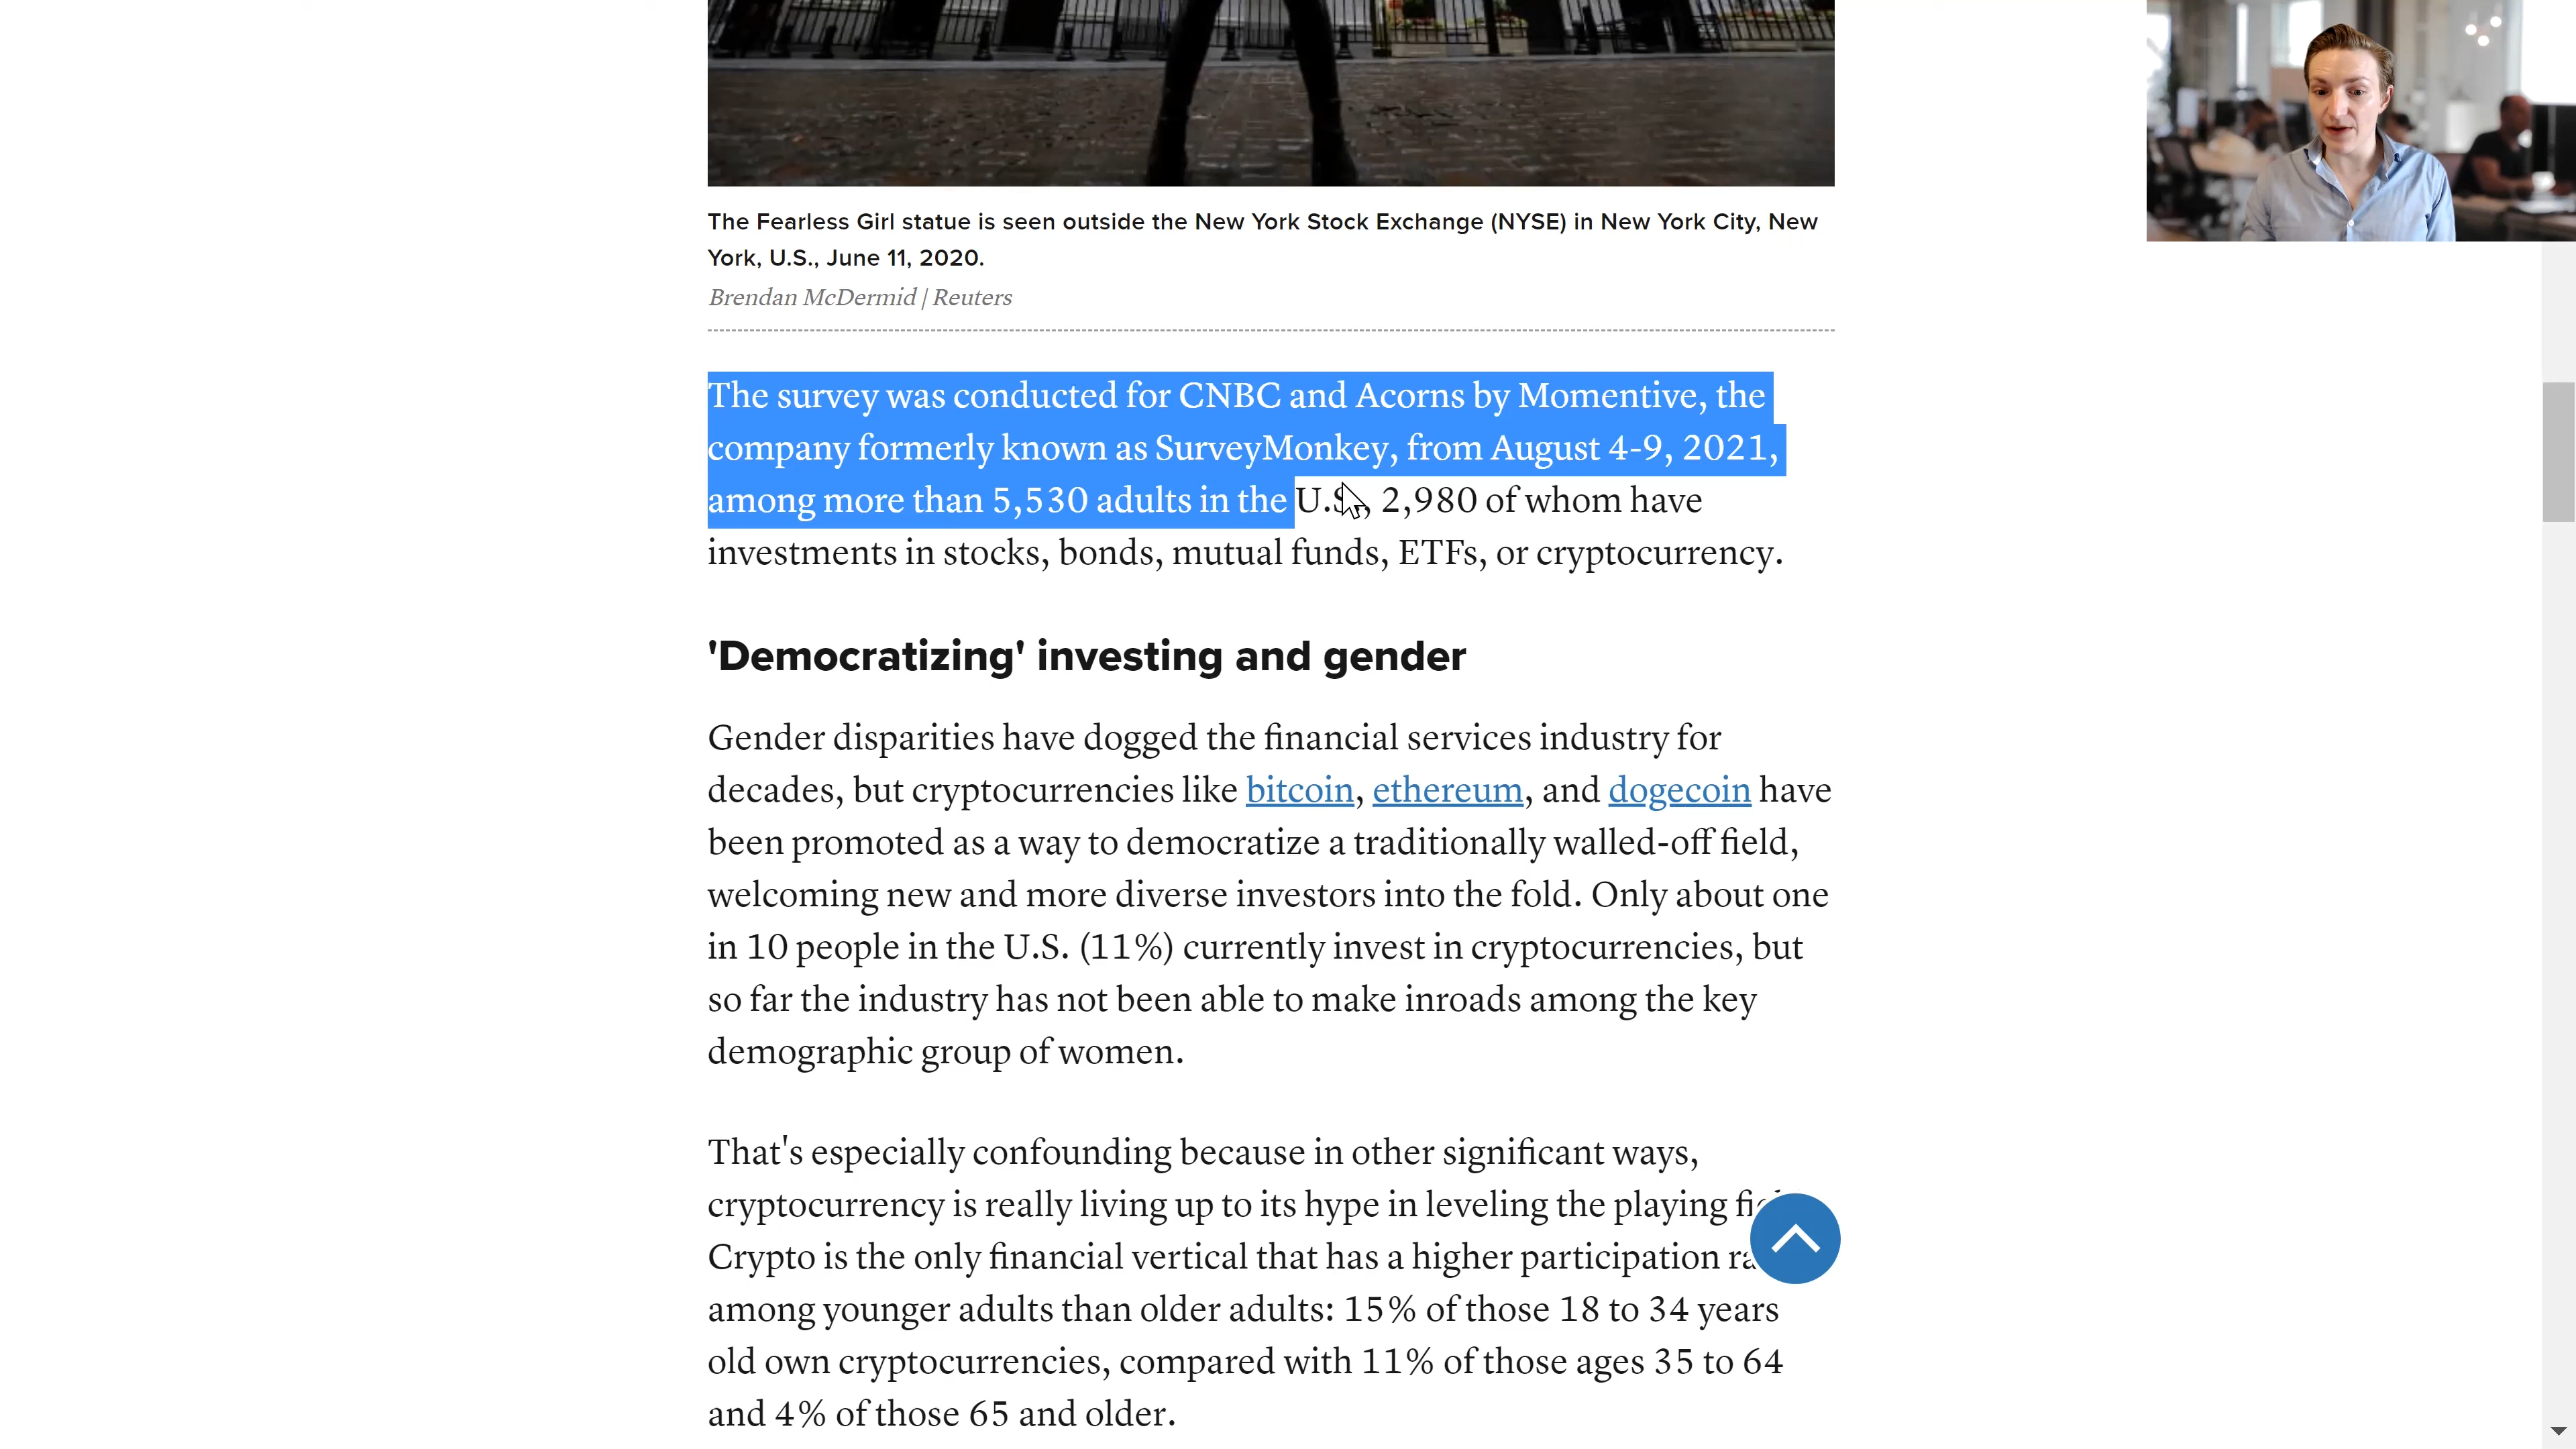 The Fearless Girl statue is seen outside the New York Stock Exchange (NYSE) in New York City, New
York, U.S., June 11, 2020.
Brendan McDermid | Reuters
The survey was conducted for CNBC and Acorns by Momentive, the
company formerly known as SurveyMonkey, from August 4-9, 2021,
among more than 5,530 adults in the U.S., 2,980 of whom have
investments in stocks, bonds, mutual funds, ETFs, or cryptocurrency.
'Democratizing' investing and gender
Gender disparities have dogged the financial services industry for
decades, but cryptocurrencies like bitcoin, ethereum, and dogecoin have
been promoted as a way to democratize a traditionally walled-off field,
welcoming new and more diverse investors into the fold. Only about one
in 10 people in the U.S. (11%) currently invest in cryptocurrencies, but
so far the industry has not been able to make inroads among the key
demographic group of women.
That's especially confounding because in other significant ways,
cryptocurrency is really living up to its hype in leveling the playing
Crypto is the only financial vertical that has a higher participation
among younger adults than older adults: 15% of those 18 to 34 years
old own cryptocurrencies, compared with 11% of those ages 35 to 64
and 4% of those 65 and older.